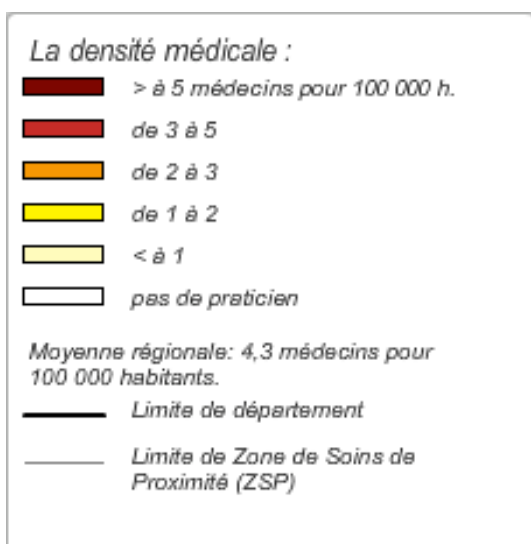 La densité médicale :
> à 5 médecins pour 100 000 h.
de 3 à 5
de 2 à 3
de 1 à 2
< à 1
pas de praticien
Moyenne régionale: 4,3 médecins pour
100 000 habitants.
Limite de département
Limite de Zone de Soins de
Proximité (ZSP)